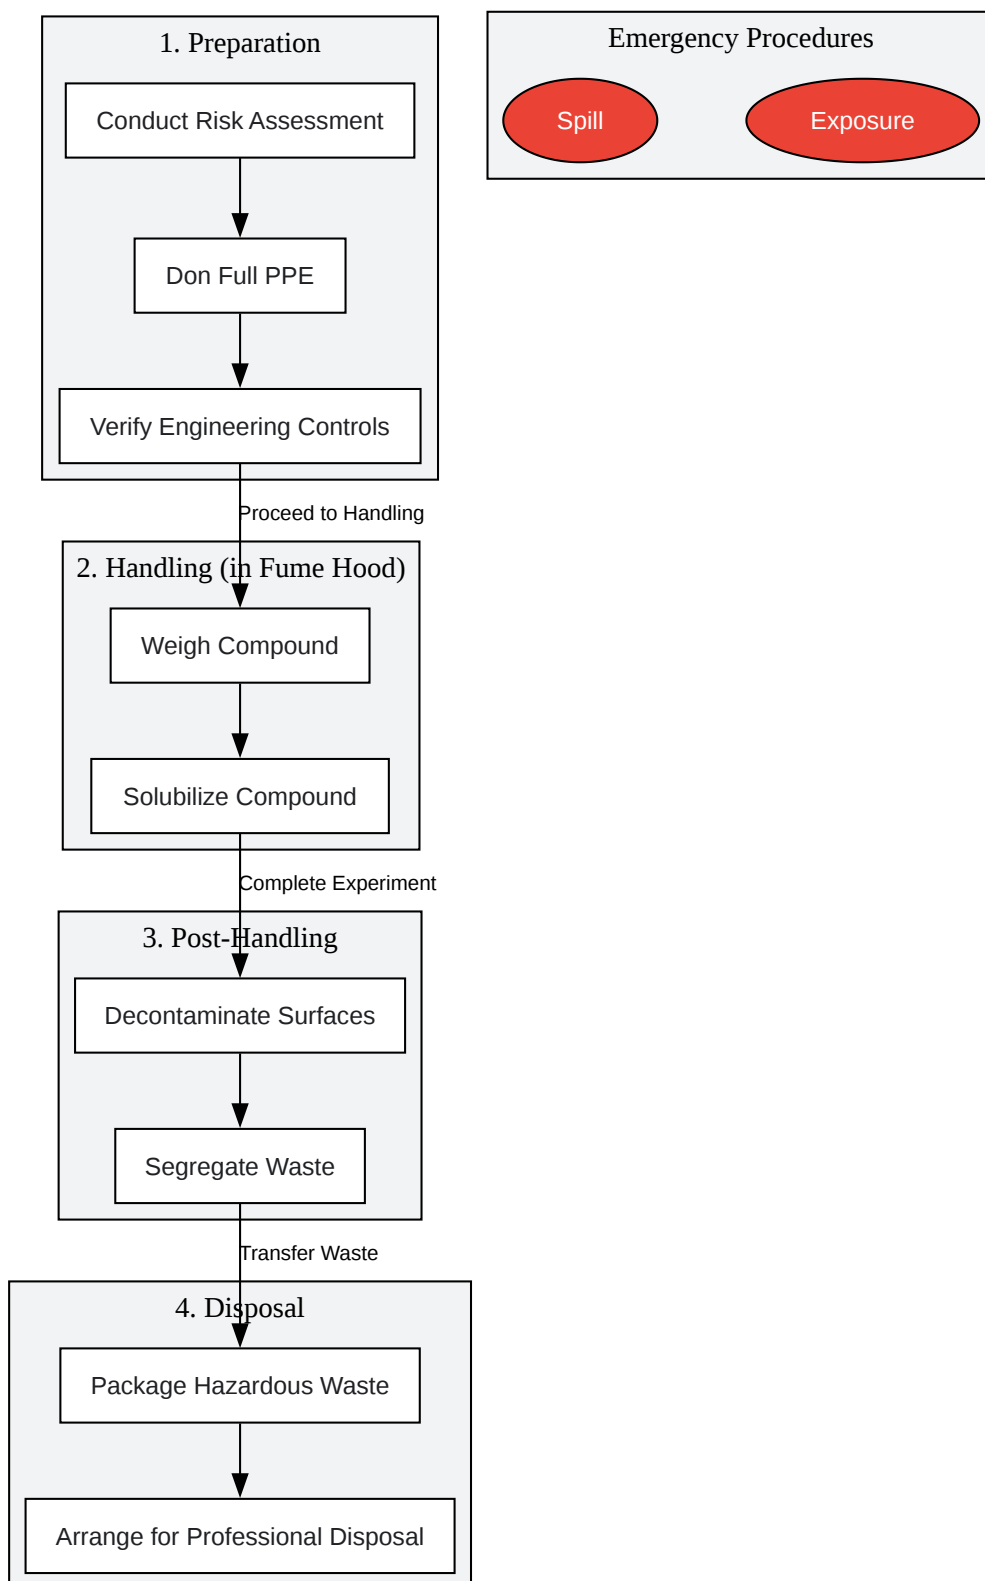 1. Preparation
Conduct Risk Assessment
Don Full PPE
Verify Engineering Controls
Proceed to Handling
2. Handling (in Fume Hood)
Weigh Compound
Solubilize Compound
Complete Experiment
3. Post-Handling
Decontaminate Surfaces
Segregate Waste
Transfer Waste
4. Disposal
Package Hazardous Waste
Arrange for Professional Disposal
Emergency Procedures
Spill
Exposure